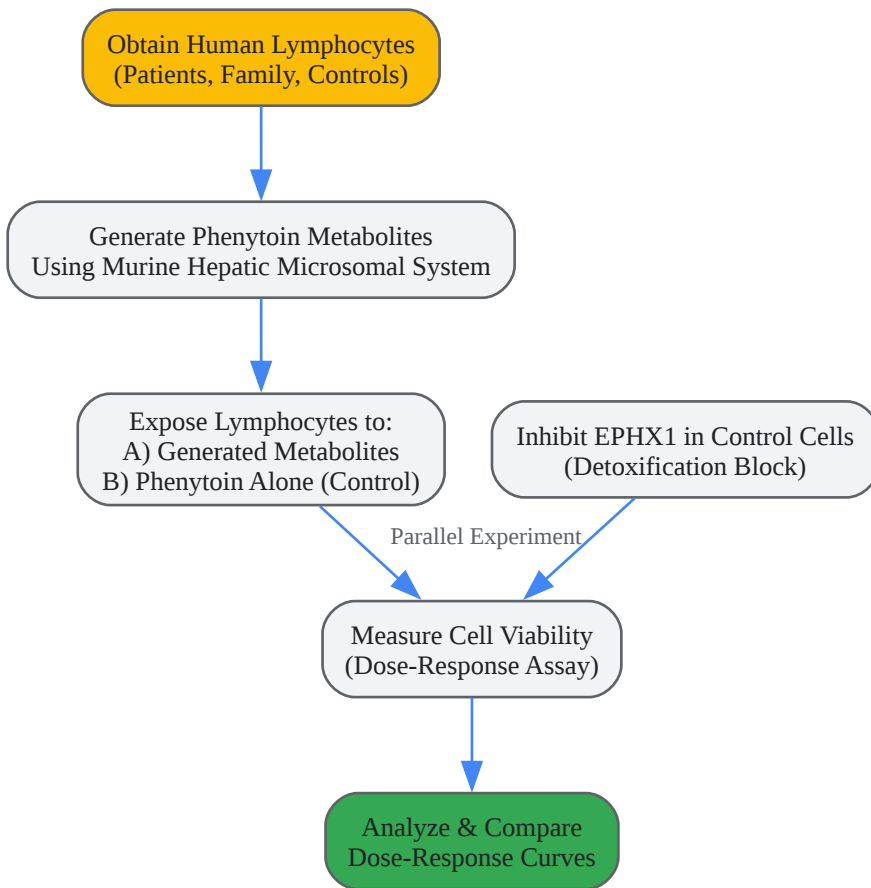 Obtain Human Lymphocytes
(Patients, Family, Controls)
Generate Phenytoin Metabolites
Using Murine Hepatic Microsomal System
Expose Lymphocytes to:
A) Generated Metabolites
B) Phenytoin Alone (Control)
Inhibit EPHX1 in Control Cells
(Detoxification Block)
Parallel Experiment
Measure Cell Viability
(Dose-Response Assay)
Analyze & Compare
Dose-Response Curves